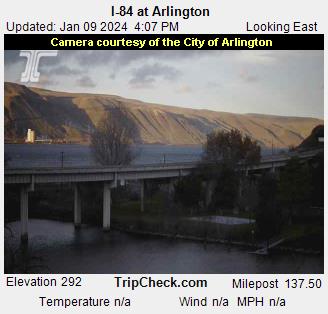 I-84 at Arlington
Updated: Jan 09 2024 4:07 PM Looking East
Camera courtesy of the City of Arlington
Elevation 292 TripCheck.com Milepost 137.50
Temperature n/a Wind n/a MPH n/a